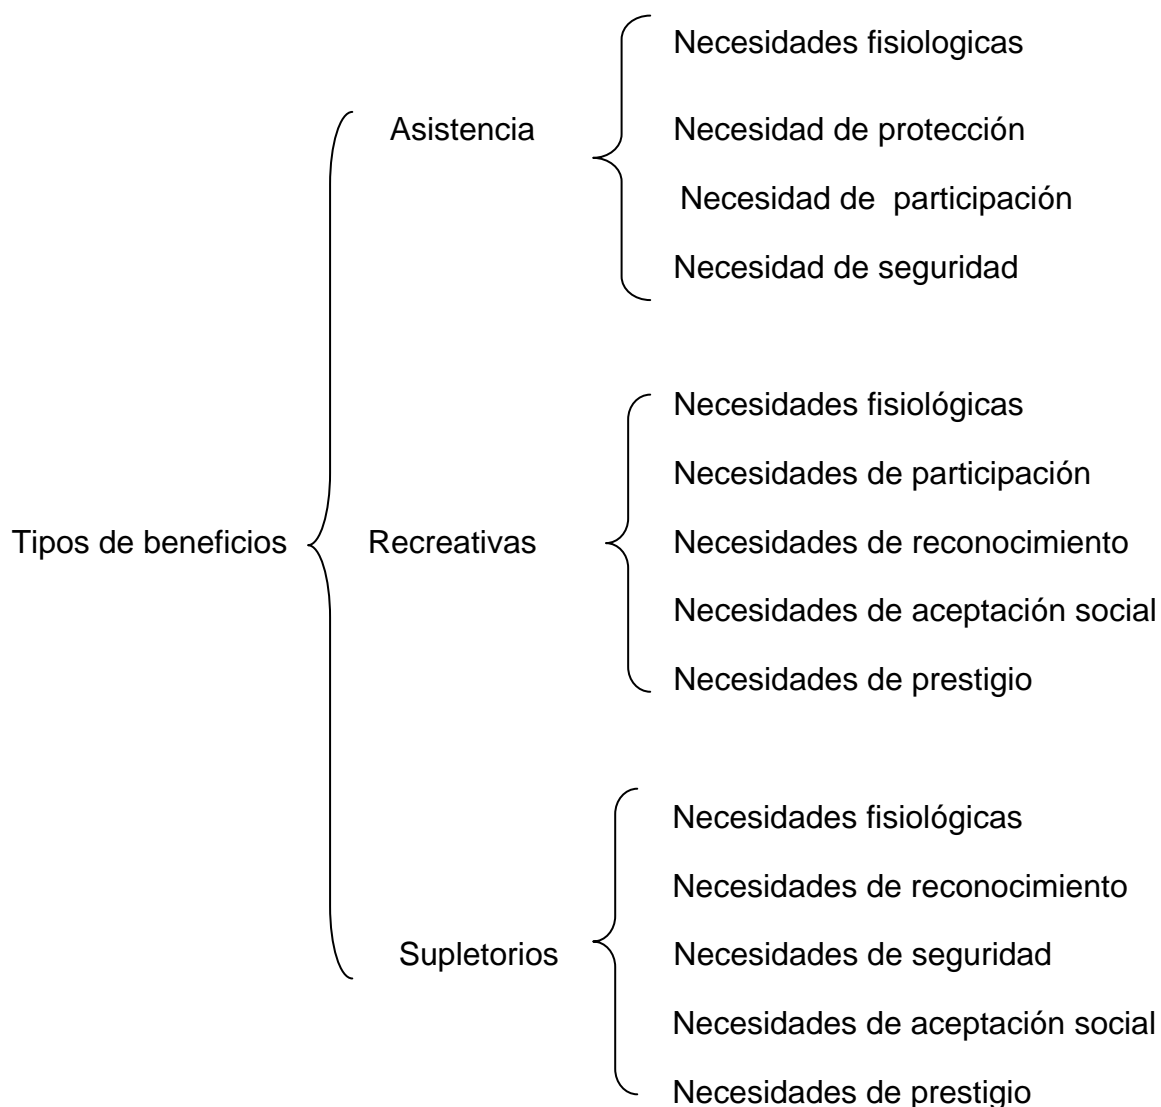 Necesidades fisiologicas
Asistencia
Necesidad de protección
Necesidad de participación
Necesidad de seguridad
Necesidades fisiológicas
Necesidades de participación
Tipos de beneficios
Recreativas
Necesidades de reconocimiento
Necesidades de aceptación social
Necesidades de prestigio
Necesidades fisiológicas
Necesidades de reconocimiento
Supletorios
Necesidades de seguridad
Necesidades de aceptación social
Necesidades de prestigio